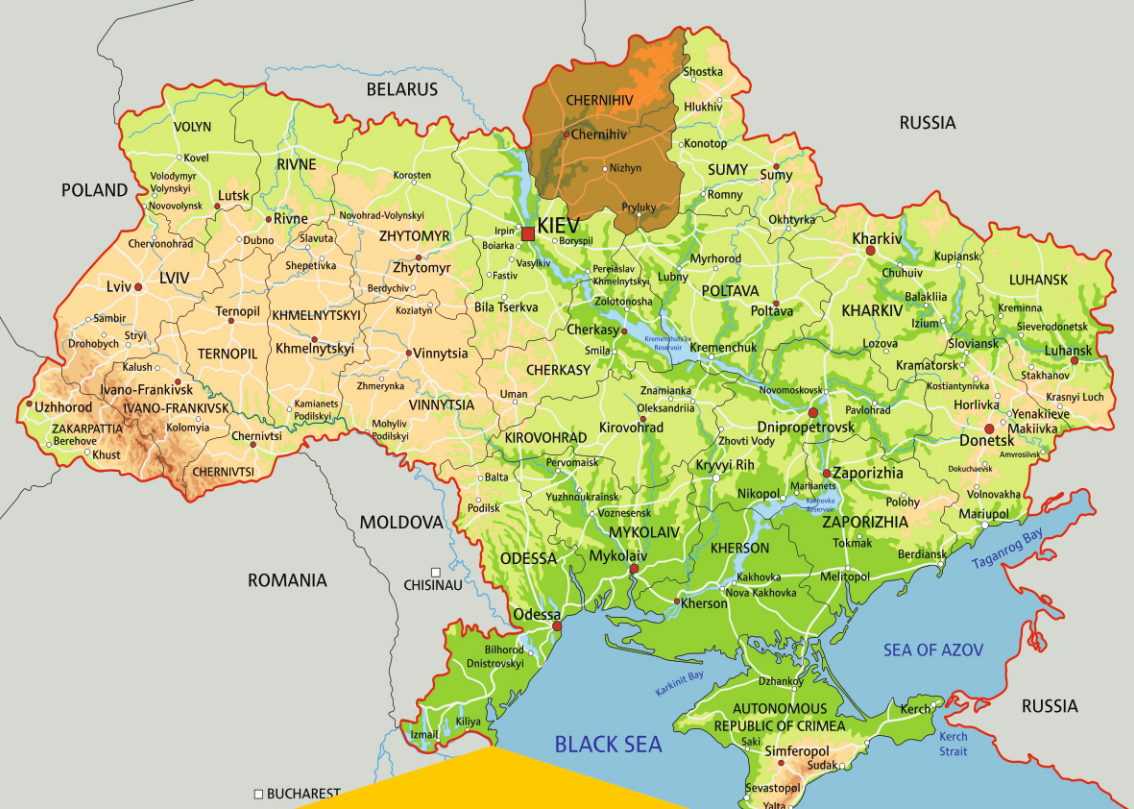 BELARUS
RUSSIA
POLAND
VOLYN
Kovel
Volodymyr
Volynskyi
Novovolynsk
Lutsk
RIVNE
Rivne
Dubno
Korosten
Novohrad-Volynskyi
Slavuta
Shepetivka
ZHYTOMYR
Zhytomyr
Berdychiv
Koziatyn
CHERNIHIV
Chernihiv
Nizhyn
Pryluky
Shostka
Hlukhiv
Konotop
SUMY
Sumy
Romny
Okhtyrka
KIEV
Irpin
Boiarka
Boryspil
Vasylkiv
Fastiv
Bila Tserkva
Pereiaslav
Khmelnytskyi
Zolotonosha
Chervonohrad
Lviv
LVIV
Sambir
Drohobych
Stryi
Ternopil
TERNOPIL
KHMELNYTSKYI
Khmelnytskyi
Kamianets
Podilskyi
Vinnytsia
Zhmerynka
VINNYTSIA
Mohyliv
Podilskyi
Kalush
Ivano-Frankivsk
IVANO-FRANKIVSK
Kolomyia
Uzhhorod
ZAKARPATTIA
Berehove
Khust
Chernivtsi
CHERNIVTSI
Cherkasy
Smila
CHERKASY
Uman
Kremenchutske
Reservoir
Lubny
Myrhorod
POLTAVA
Poltava
Kremenchuk
Kharkiv
Chuhuiv
Kupiansk
KHARKIV
Balakliia
Izium
Lozova
LUHANSK
Kreminna
Sieverodonetsk
Luhansk
Stakhanov
Krasnyi Luch
Sloviansk
Kramatorsk
Kostiantynivka
Horlivka
Yenakiieve
Makiivka
Donetsk
Amvrosiivsk
Dokuchaevsk
Volnovakha
Mariupol
Znamianka
Oleksandriia
Kirovohrad
KIROVOHRAD
Novomoskovsk
Pavlohrad
Dnipropetrovsk
Zhovti Vody
Kryvyi Rih
Nikopol
Marhanets
Kakhovka
Reservoir
Zaporizhia
ZAPORIZHIA
Polohy
Tokmak
Berdiansk
Melitopol
Pervomaisk
Yuzhnoukrainsk
Voznesensk
MYKOLAIV
Mykolaiv
Balta
Podilsk
ODESSA
Odessa
KHERSON
Kherson
Kakhovka
Nova Kakhovka
MOLDOVA
CHISINAU
ROMANIA
Bilhorod
Dnistrovskyi
Kiliya
Izmail
BUCHAREST
BLACK SEA
Karkinit Bay
SEA OF AZOV
Taganrog Bay
Dzhankoy
AUTONOMOUS
REPUBLIC OF CRIMEA
Saki
Simferopol
Sudak
Sevastopol
Yalta
Kerch
Kerch
Strait
RUSSIA